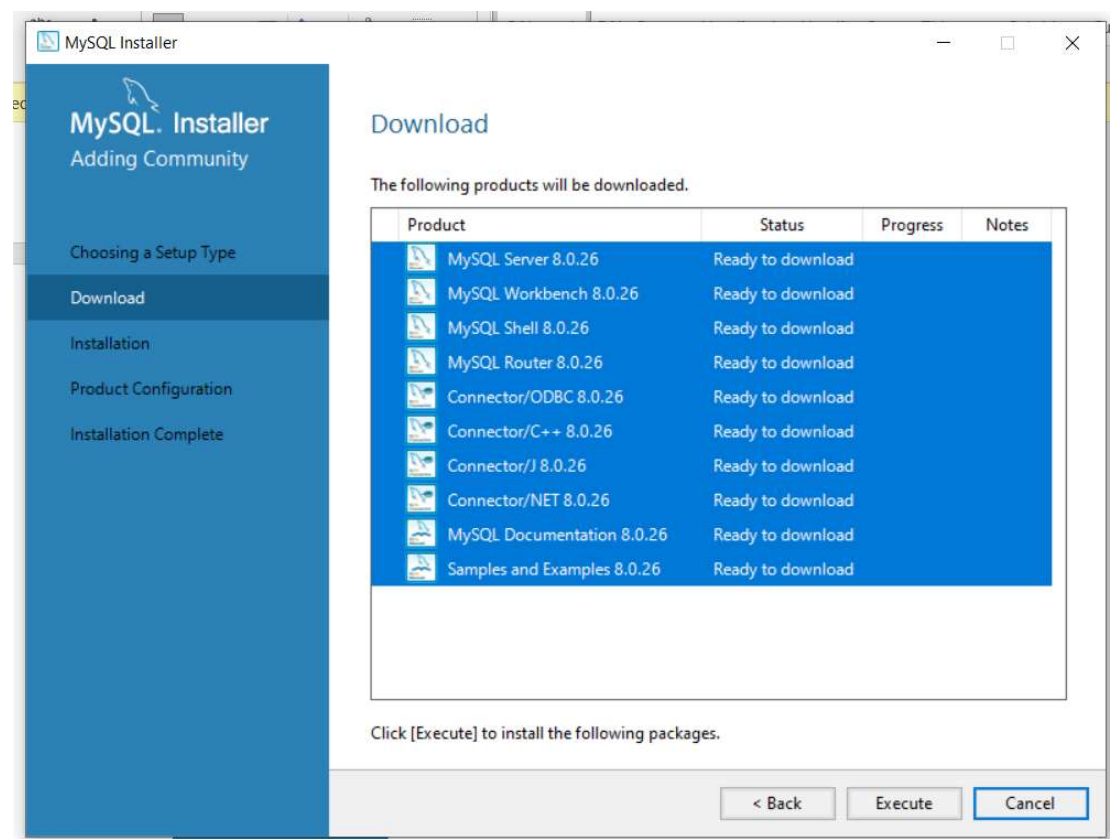 MySQL Installer
MySQL. Installer
Adding Community
Choosing a Setup Type
Download
Installation
Product Configuration
Installation Complete
Download
The following products will be downloaded.
Product Status Progress Notes
MySQL Server 8.0.26 Ready to download
MySQL Workbench 8.0.26 Ready to download
MySQL Shell 8.0.26 Ready to download
MySQL Router 8.0.26 Ready to download
Connector/ODBC 8.0.26 Ready to download
Connector/C++ 8.0.26 Ready to download
Connector/J 8.0.26 Ready to download
Connector/NET 8.0.26 Ready to download
MySQL Documentation 8.0.26 Ready to download
Samples and Examples 8.0.26 Ready to download
Click [Execute] to install the following packages.
< Back Execute Cancel